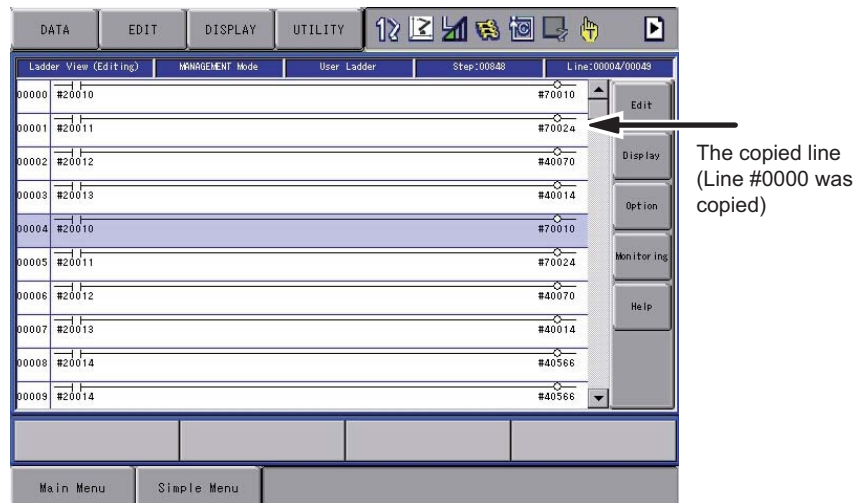 DATA EDIT DISPLAY UTILITY
Ladder View (Editing) MANAGEMENT Mode User Ladder Step:00848 Line:00004/00049
00000 #20010 #70010
Edit
00001 #20011 #70024
The copied line
(Line #0000 was
copied)
Display
00002 #20012 #40070
00003 #20013 #40014
Option
00004 #20010 #70010
00005 #20011 #70024
Monitoring
00006 #20012 #40070
Help
00007 #20013 #40014
00008 #20014 #40566
00009 #20014 #40566
Main Menu Simple Menu